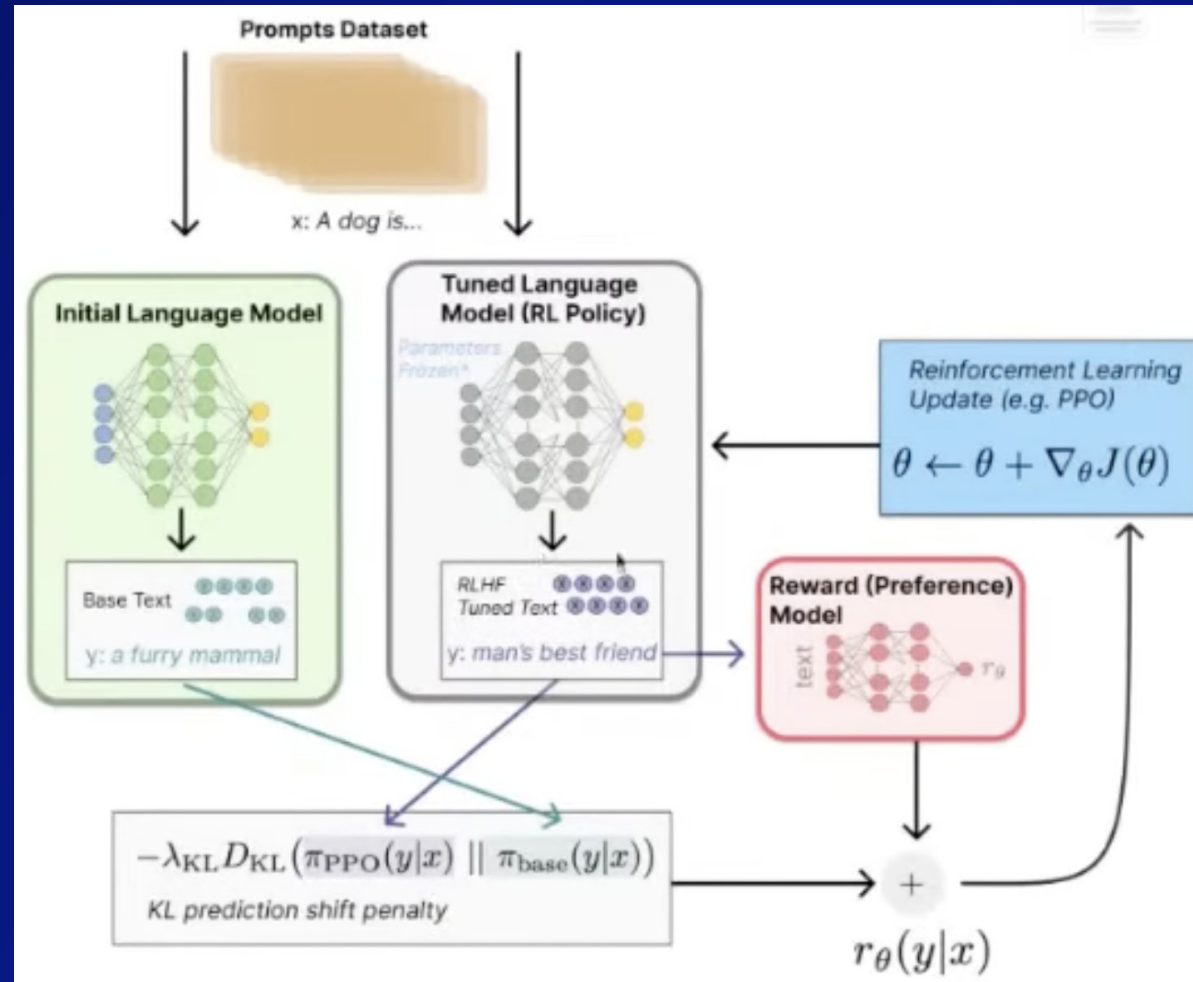 Prompts Dataset
x: A dog is...
Initial Language Model
Base Text
y: a furry mammal
Tuned Language
Model (RL Policy)
Parameters
Frozen*
RLHF
Tuned Text
y: man's best friend
Reinforcement Learning
Update (e.g. PPO)
θ ← θ + ∇θJ(θ)
Reward (Preference)
Model
text
rθ
−λKL DKL(πPPO(y|x) || πbase(y|x))
KL prediction shift penalty
+
rθ(y|x)